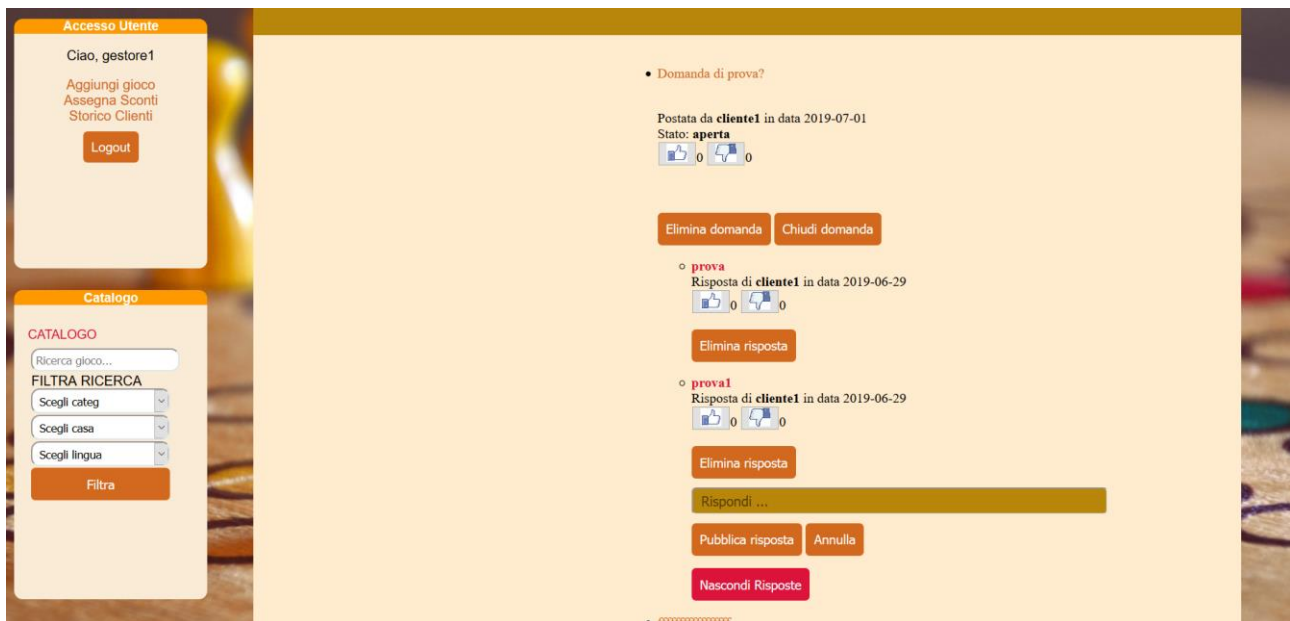 Accesso Utente
Ciao, gestore1
Aggiungi gioco
Assegna Sconti
Storico Clienti
Logout
Catalogo
CATALOGO
Ricerca gioco...
FILTRA RICERCA
Scegli categ
Scegli casa
Scegli lingua
Filtra
Domanda di prova?
Postata da cliente1 in data 2019-07-01
Stato: aperta
0 0
Elimina domanda Chiudi domanda
prova
Risposta di cliente1 in data 2019-06-29
0 0
Elimina risposta
prova1
Risposta di cliente1 in data 2019-06-29
0 0
Elimina risposta
Rispondi ...
Pubblica risposta Annulla
Nascondi Risposte